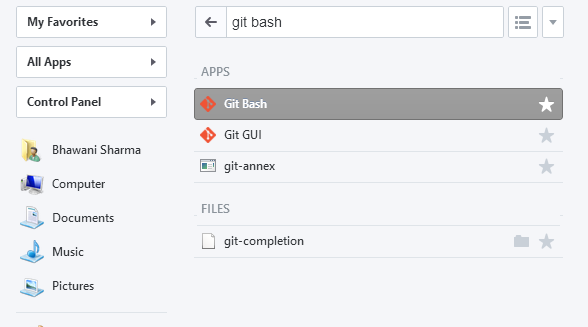 My Favorites
All Apps
Control Panel
Bhawani Sharma
Computer
Documents
Music
Pictures
git bash
APPS
Git Bash
Git GUI
git-annex
FILES
git-completion